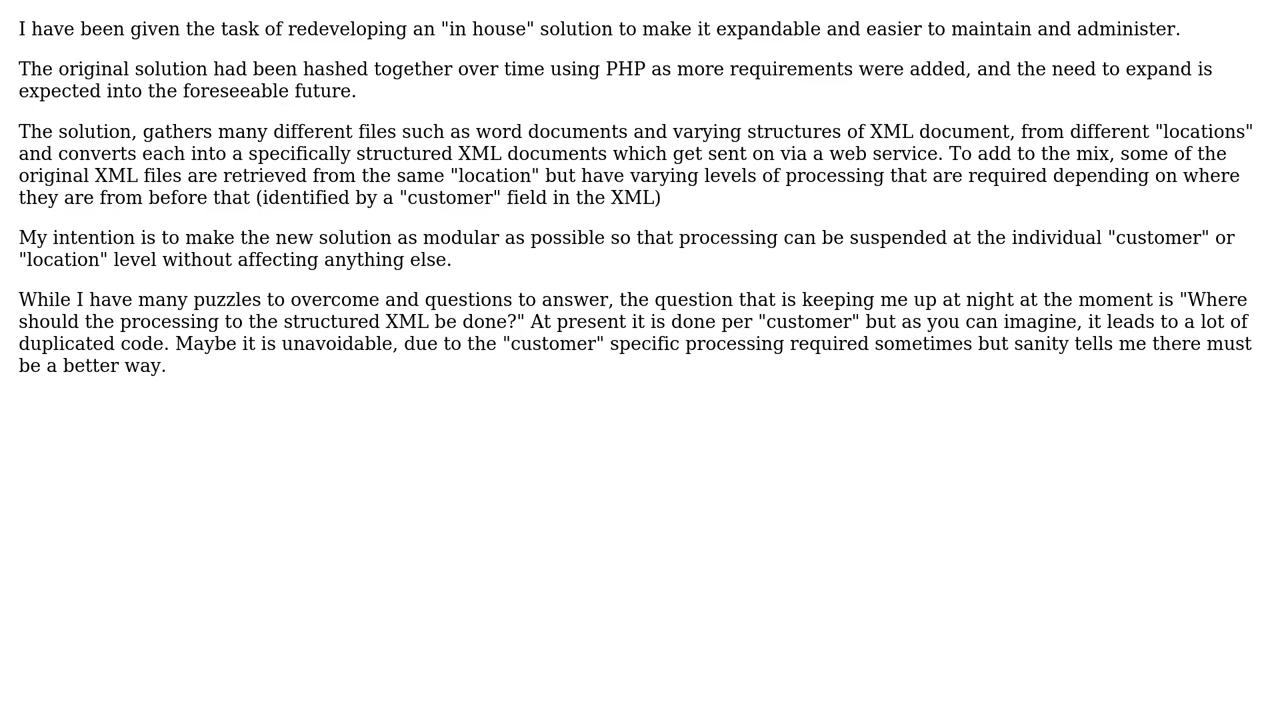 I have been given the task of redeveloping an "in house" solution to make it expandable and easier to maintain and administer.
The original solution had been hashed together over time using PHP as more requirements were added, and the need to expand is
expected into the foreseeable future.
The solution, gathers many different files such as word documents and varying structures of XML document, from different "locations"
and converts each into a specifically structured XML documents which get sent on via a web service. To add to the mix, some of the
original XML files are retrieved from the same "location" but have varying levels of processing that are required depending on where
they are from before that (identified by a "customer" field in the XML)
My intention is to make the new solution as modular as possible so that processing can be suspended at the individual "customer" or
"location" level without affecting anything else.
While I have many puzzles to overcome and questions to answer, the question that is keeping me up at night at the moment is "Where
should the processing to the structured XML be done?" At present it is done per "customer" but as you can imagine, it leads to a lot of
duplicated code. Maybe it is unavoidable, due to the "customer" specific processing required sometimes but sanity tells me there must
be a better way.